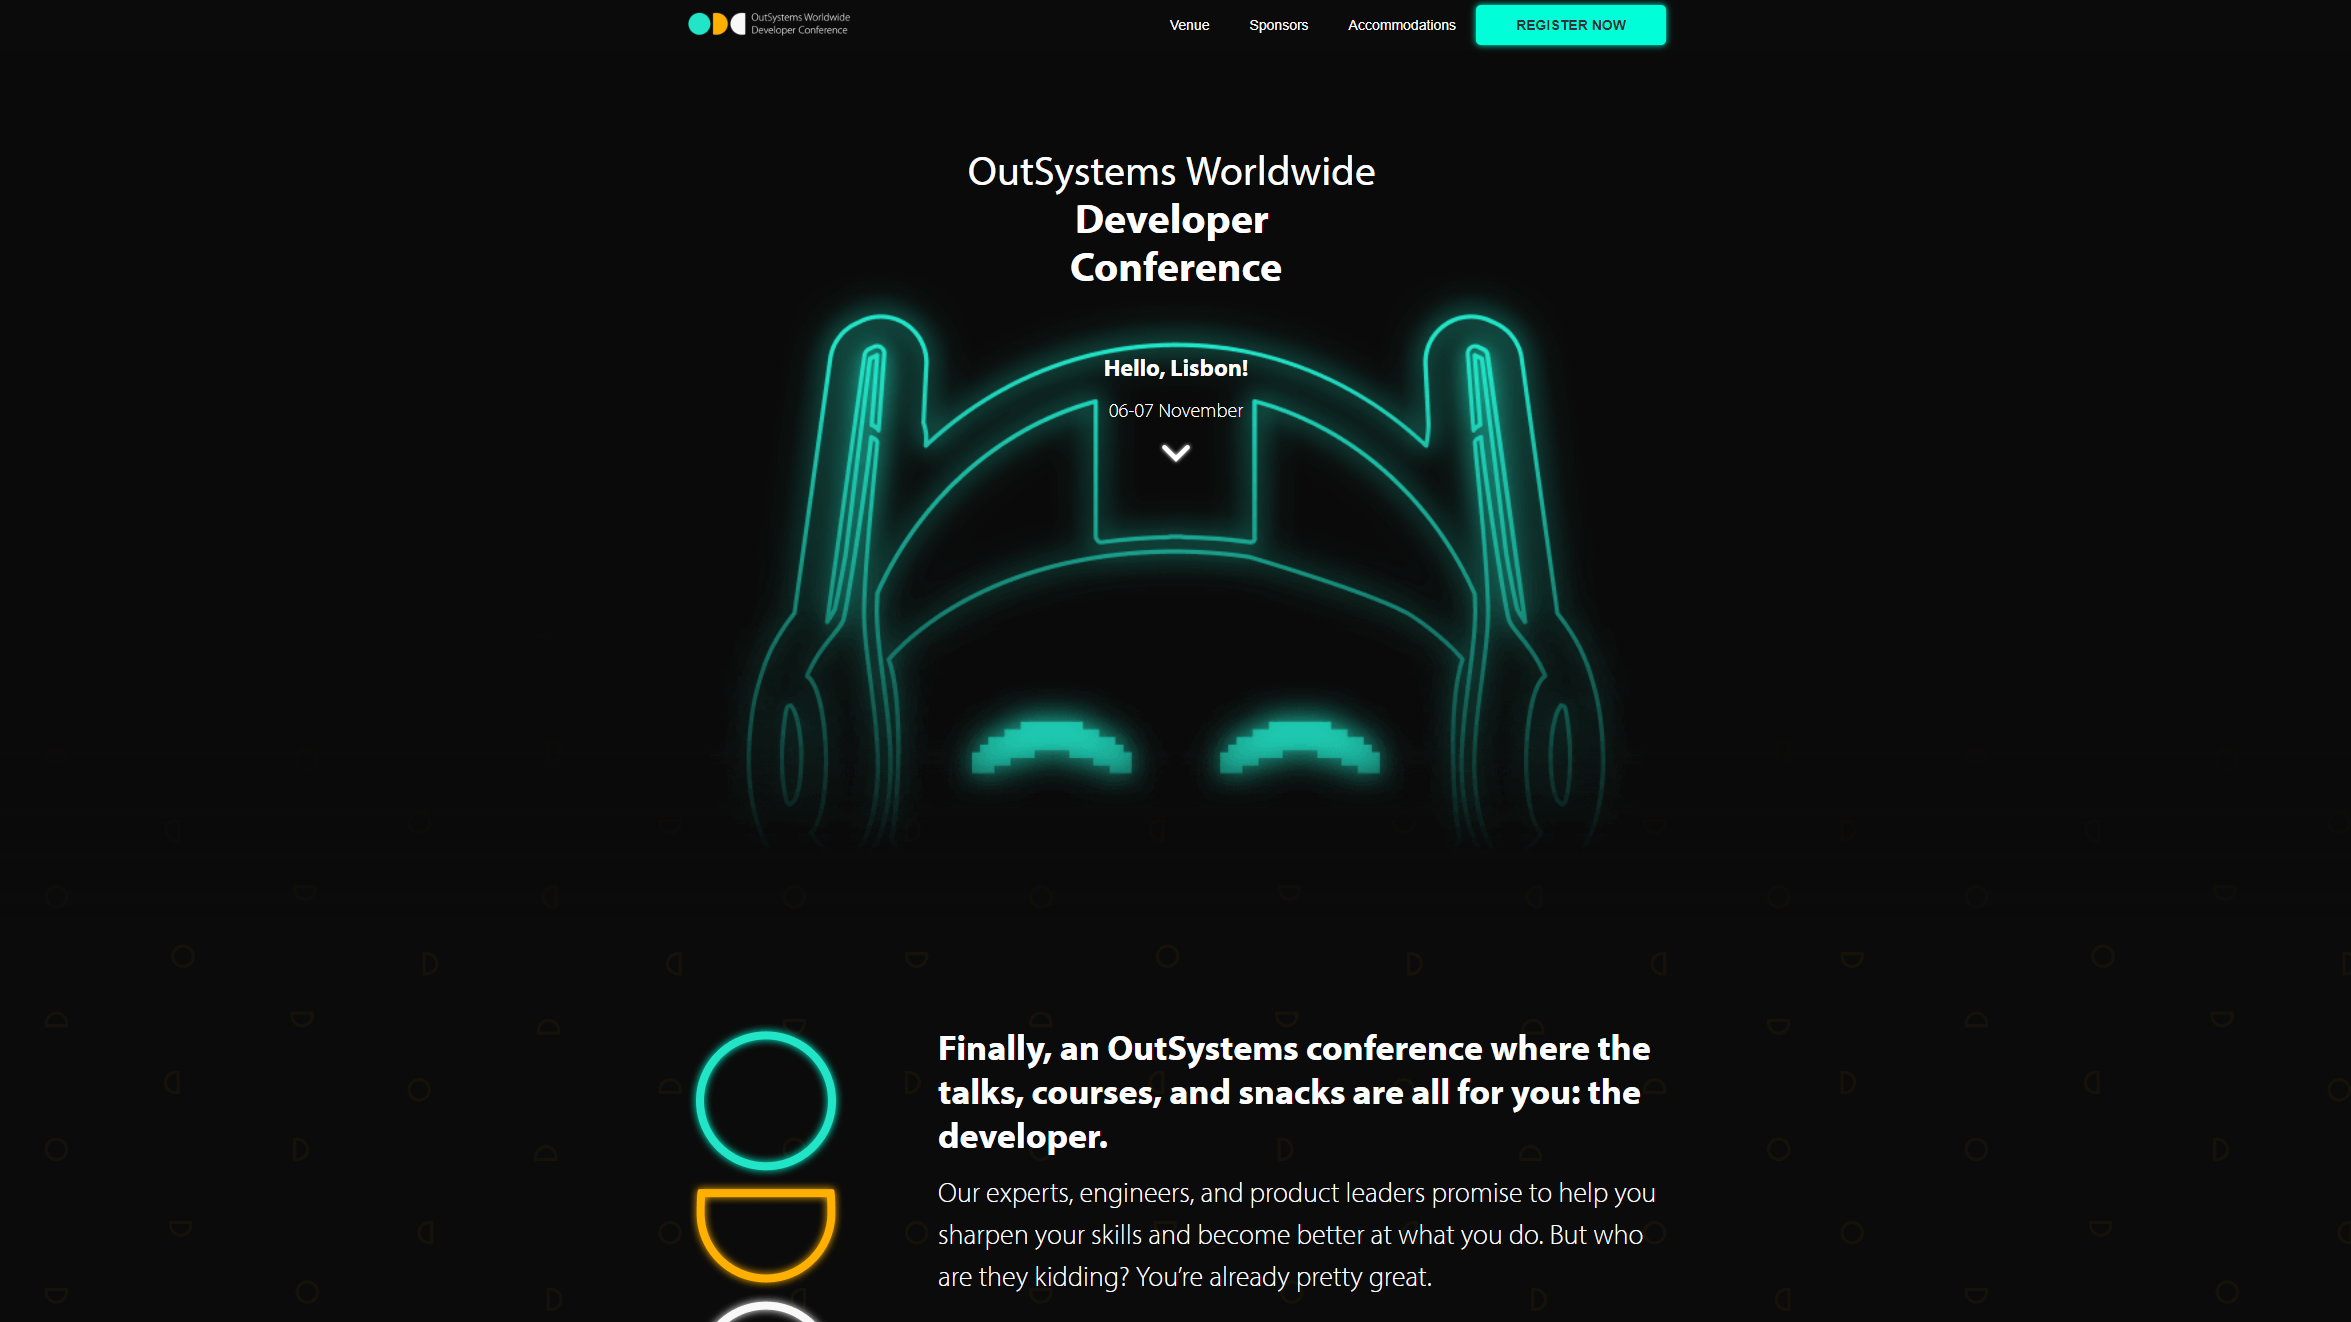 OutSystems Worldwide
Developer Conference
Venue
Sponsors
Accommodations
REGISTER NOW
OutSystems Worldwide
Developer
Conference
Hello, Lisbon!
06-07 November
Finally, an OutSystems conference where the
talks, courses, and snacks are all for you: the
developer.
Our experts, engineers, and product leaders promise to help you
sharpen your skills and become better at what you do. But who
are they kidding? You’re already pretty great.